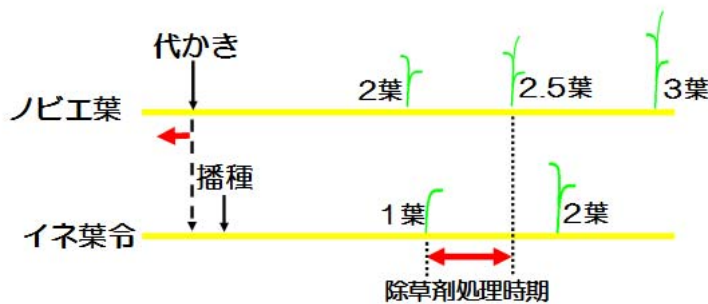 代かき
2葉
2.5葉
3葉
ノビエ葉
播種
1葉
2葉
イネ葉令
除草剤処理時期